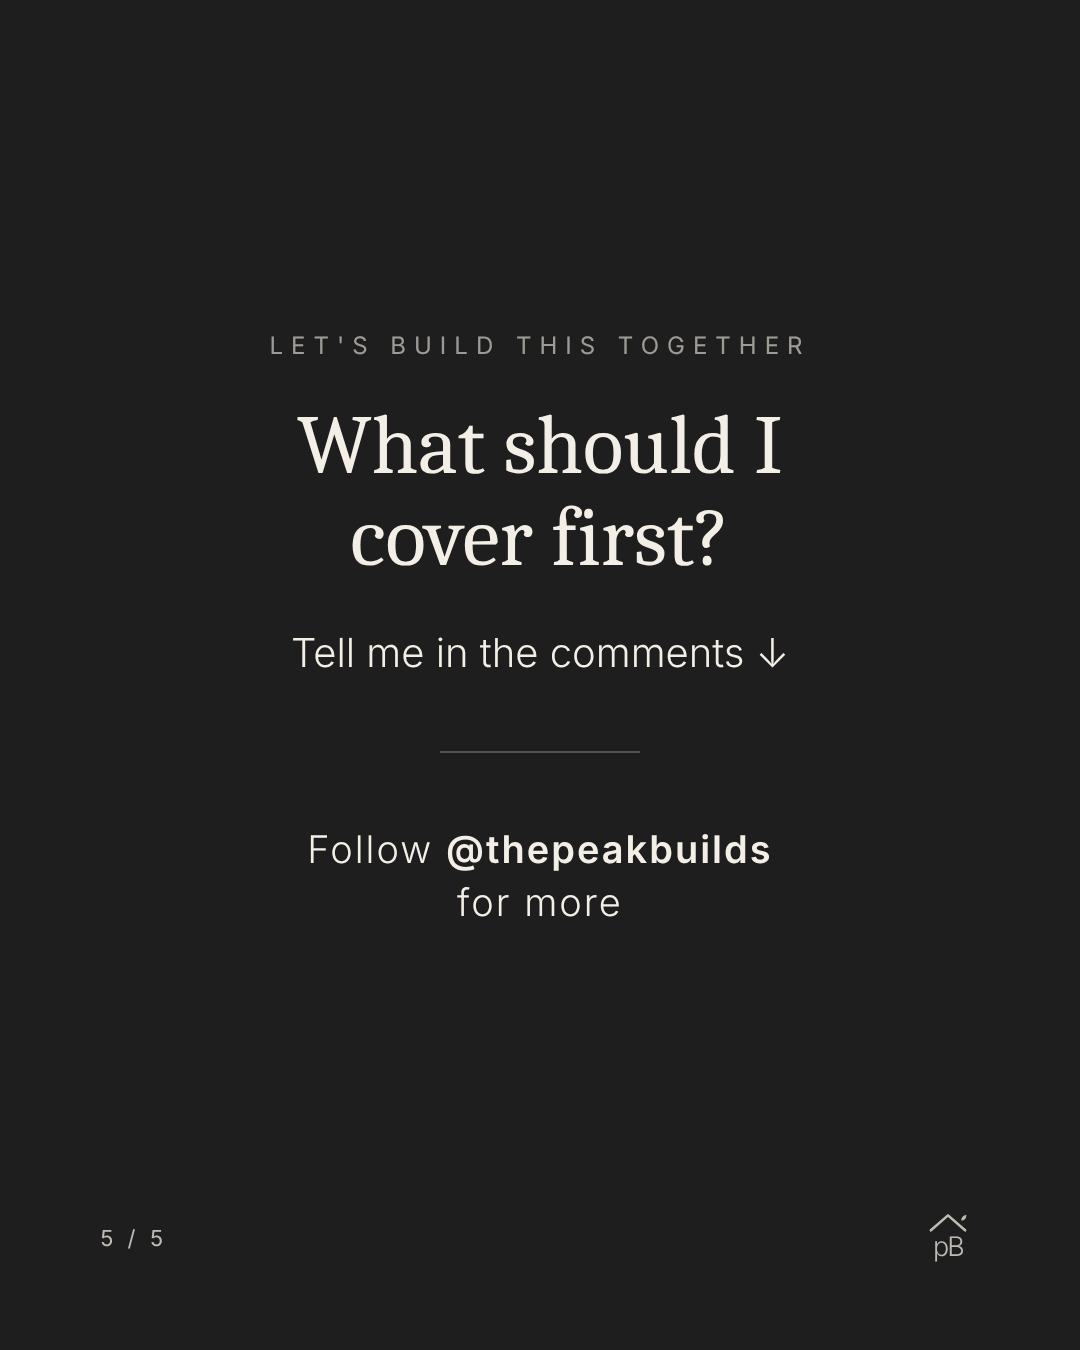 LET'S BUILD THIS TOGETHER
What should I
cover first?
Tell me in the comments ↓
Follow @thepeakbuilds
for more
5 / 5
pB